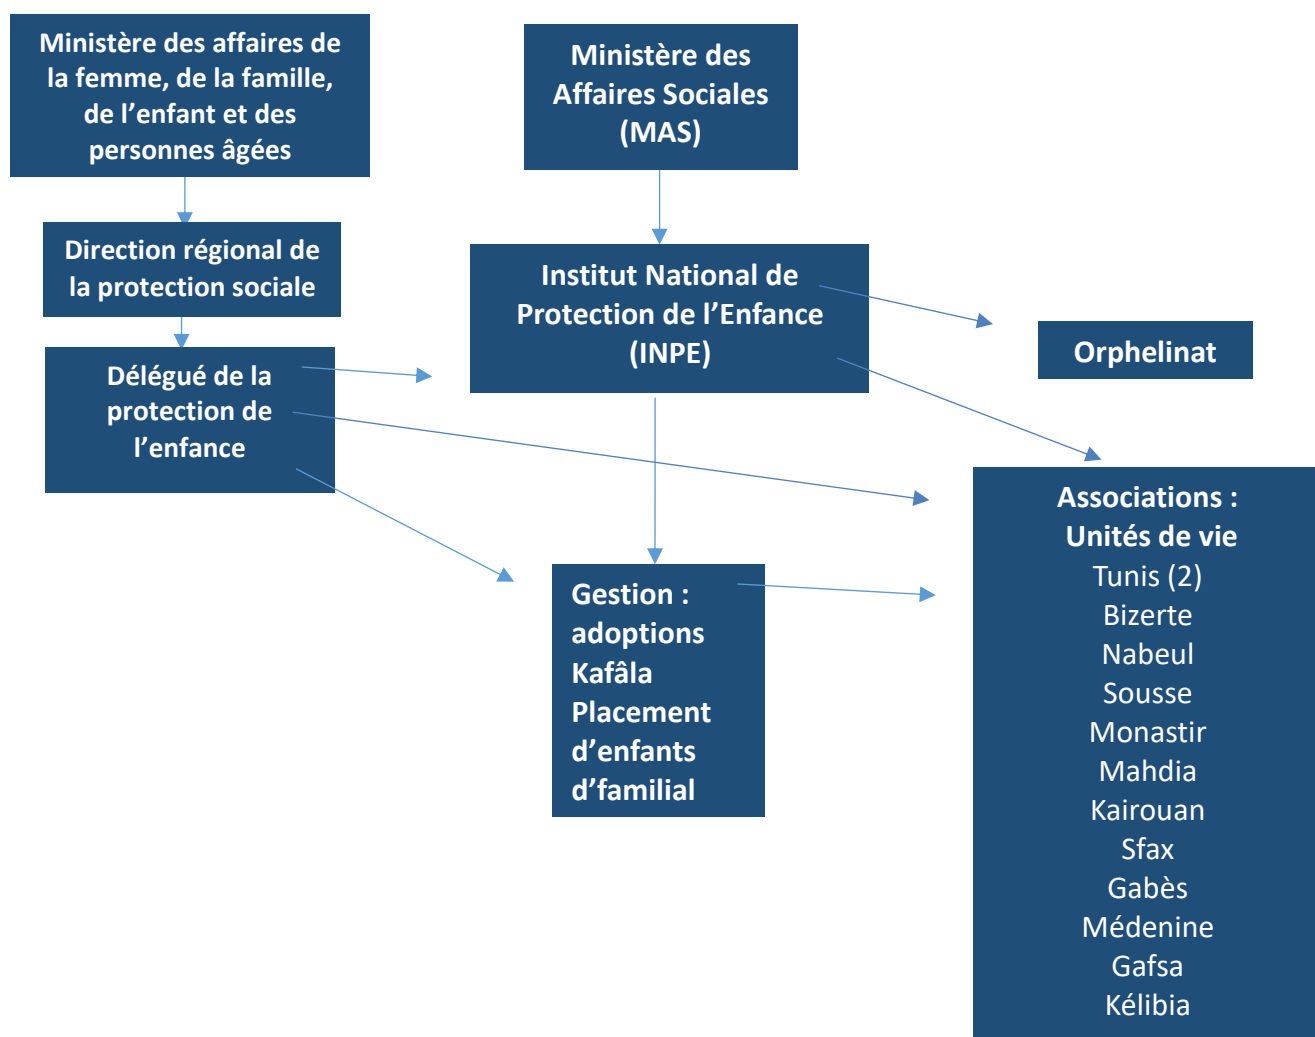 Ministère des affaires de
la femme, de la famille,
de l’enfant et des
personnes âgées
Ministère des
Affaires Sociales
(MAS)
Direction régional de
la protection sociale
Institut National de
Protection de l’Enfance
(INPE)
Orphelinat
Délégué de la
protection de
l’enfance
Associations :
Unités de vie
Tunis (2)
Bizerte
Nabeul
Sousse
Monastir
Mahdia
Kairouan
Sfax
Gabès
Médenine
Gafsa
Kélibia
Gestion :
adoptions
Kafâla
Placement
d’enfants
d’familial